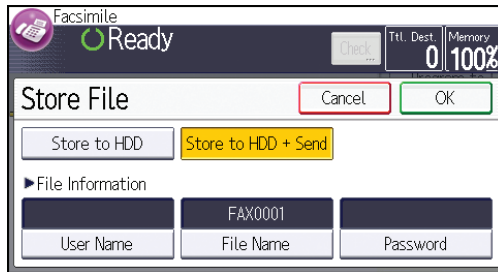 Facsimile
Ready
Check...
Ttl. Dest.
Memory
0
100%
Store File
Cancel
OK
Store to HDD
Store to HDD + Send
►File Information
FAX0001
User Name
File Name
Password